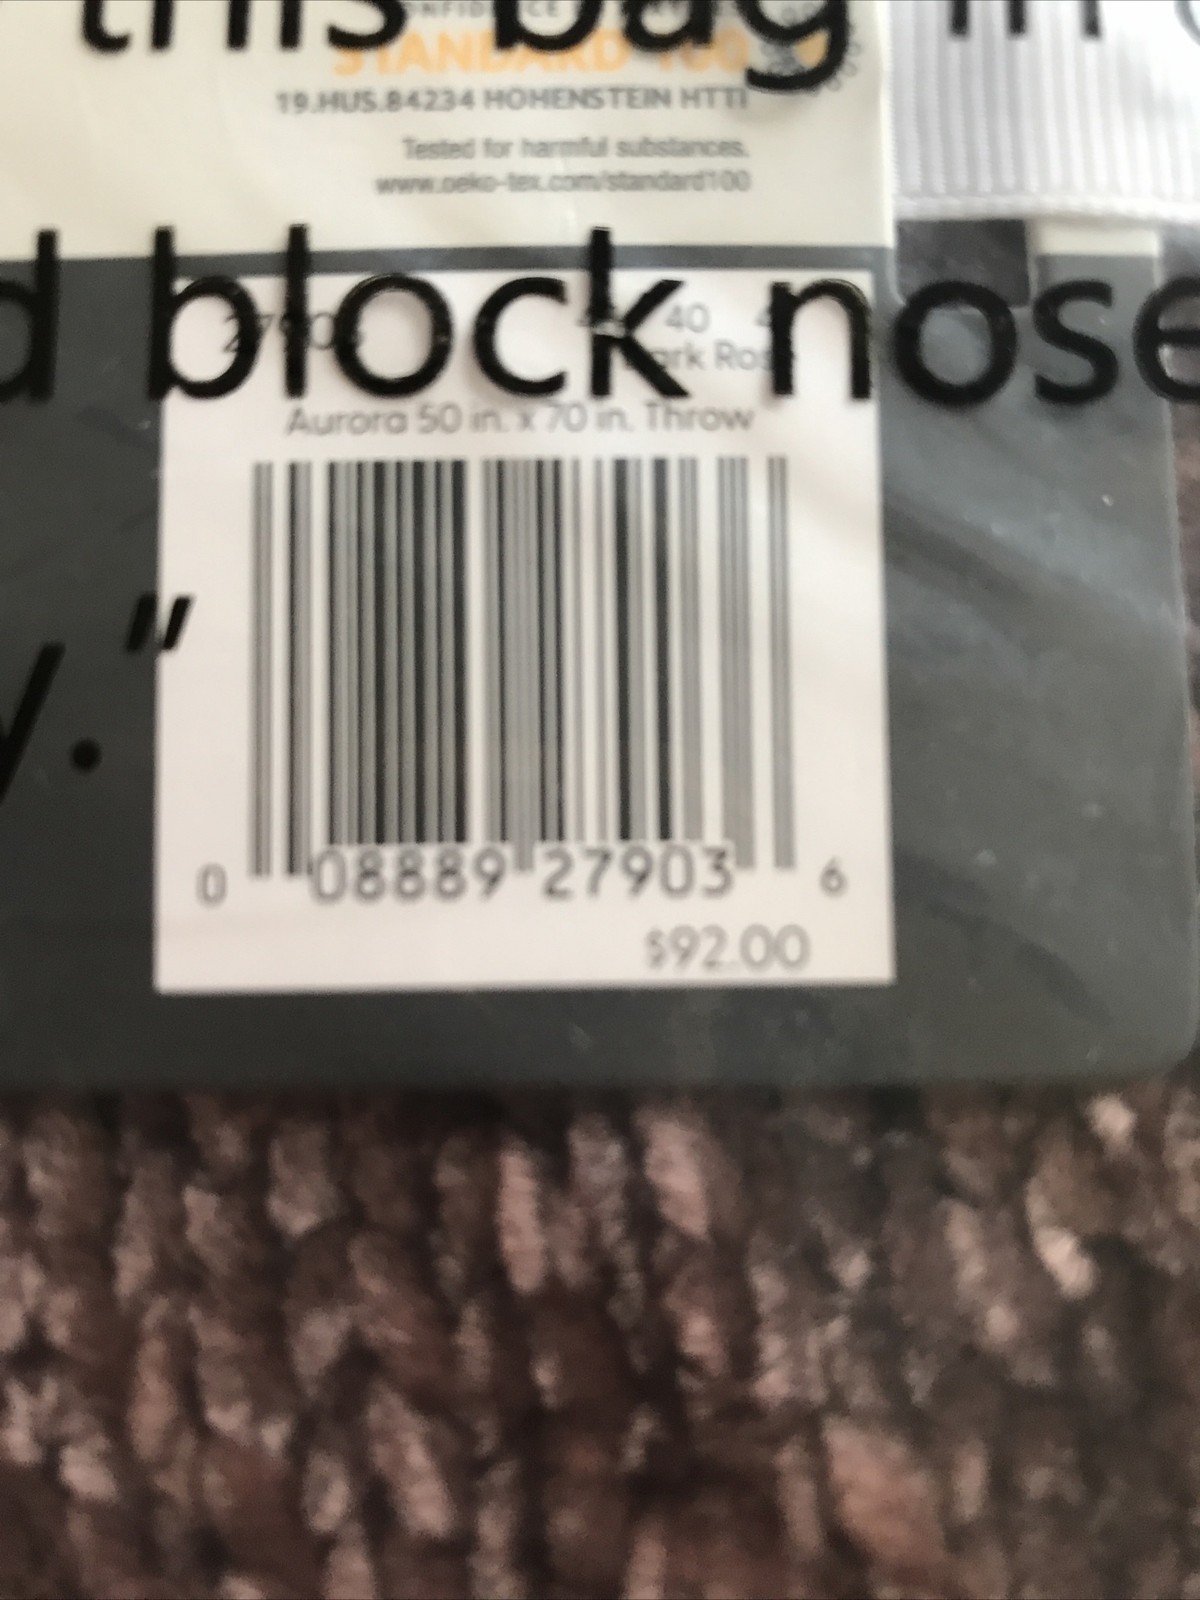 this bag in
STANDARD 100
19.HUS.84234 HOHENSTEIN HTTI
Tested for harmful substances.
www.oeko-tex.com/standard100
d block nose
40
Aurora 50 in. x 70 in. Throw
y."
0 08889 27903 6
$92.00